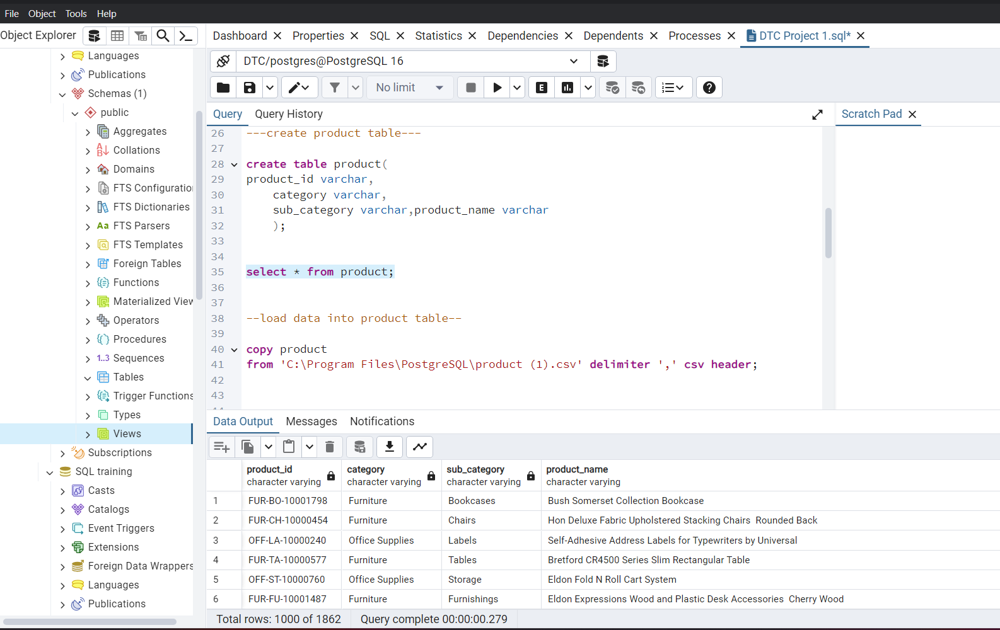 File Object Tools Help
Object Explorer
Dashboard Properties SQL Statistics Dependencies Dependents Processes DTC Project 1.sql*
DTC/postgres@PostgreSQL 16
No limit
E
Query Query History
Scratch Pad
Languages
Publications
Schemas (1)
public
Aggregates
Collations
Domains
FTS Configuratio
FTS Dictionaries
Aa FTS Parsers
FTS Templates
Foreign Tables
Functions
Materialized View
Operators
Procedures
1..3 Sequences
Tables
Trigger Functions
Types
Views
Subscriptions
SQL training
Casts
Catalogs
Event Triggers
Extensions
Foreign Data Wrappers
Languages
Publications
26 ---create product table---
27
28 create table product(
29 product_id varchar,
30 category varchar,
31 sub_category varchar,product_name varchar
32 );
33
34
35 select * from product;
36
37
38 --load data into product table--
39
40 copy product
41 from 'C:\Program Files\PostgreSQL\product (1).csv' delimiter ',' csv header;
42
43
44
Data Output Messages Notifications
product_id category sub_category product_name
character varying character varying character varying character varying
1 FUR-BO-10001798 Furniture Bookcases Bush Somerset Collection Bookcase
2 FUR-CH-10000454 Furniture Chairs Hon Deluxe Fabric Upholstered Stacking Chairs  Rounded Back
3 OFF-LA-10000240 Office Supplies Labels Self-Adhesive Address Labels for Typewriters by Universal
4 FUR-TA-10000577 Furniture Tables Bretford CR4500 Series Slim Rectangular Table
5 OFF-ST-10000760 Office Supplies Storage Eldon Fold N Roll Cart System
6 FUR-FU-10001487 Furniture Furnishings Eldon Expressions Wood and Plastic Desk Accessories  Cherry Wood
Total rows: 1000 of 1862 Query complete 00:00:00.279